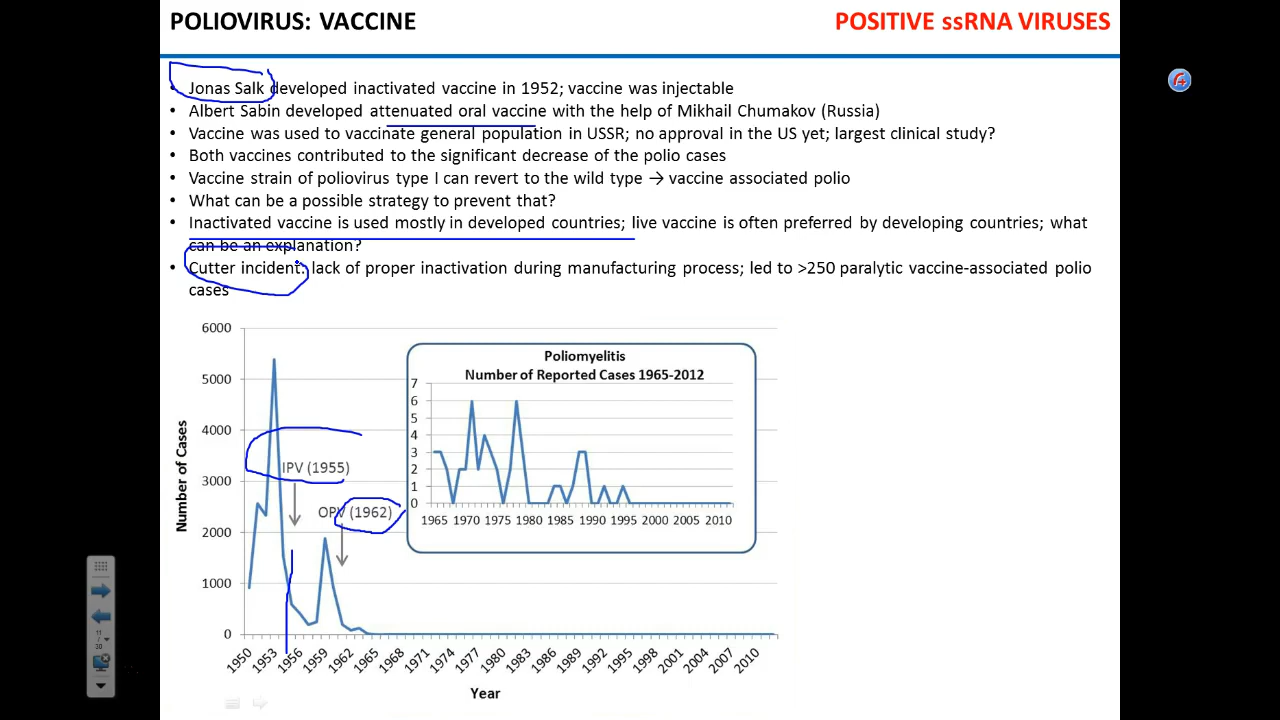 POLIOVIRUS: VACCINE
POSITIVE ssRNA VIRUSES
• Jonas Salk developed inactivated vaccine in 1952; vaccine was injectable
• Albert Sabin developed attenuated oral vaccine with the help of Mikhail Chumakov (Russia)
• Vaccine was used to vaccinate general population in USSR; no approval in the US yet; largest clinical study?
• Both vaccines contributed to the significant decrease of the polio cases
• Vaccine strain of poliovirus type I can revert to the wild type → vaccine associated polio
• What can be a possible strategy to prevent that?
• Inactivated vaccine is used mostly in developed countries; live vaccine is often preferred by developing countries; what
can be an explanation?
• Cutter incident: lack of proper inactivation during manufacturing process; led to >250 paralytic vaccine-associated polio
cases
6000
5000
4000
3000
2000
1000
0
Number of Cases
IPV (1955)
OPV (1962)
Poliomyelitis
Number of Reported Cases 1965-2012
7
6
5
4
3
2
1
0
1965 1970 1975 1980 1985 1990 1995 2000 2005 2010
1950 1953 1956 1959 1962 1965 1968 1971 1974 1977 1980 1983 1986 1989 1992 1995 1998 2001 2004 2007 2010
Year
11
/
30